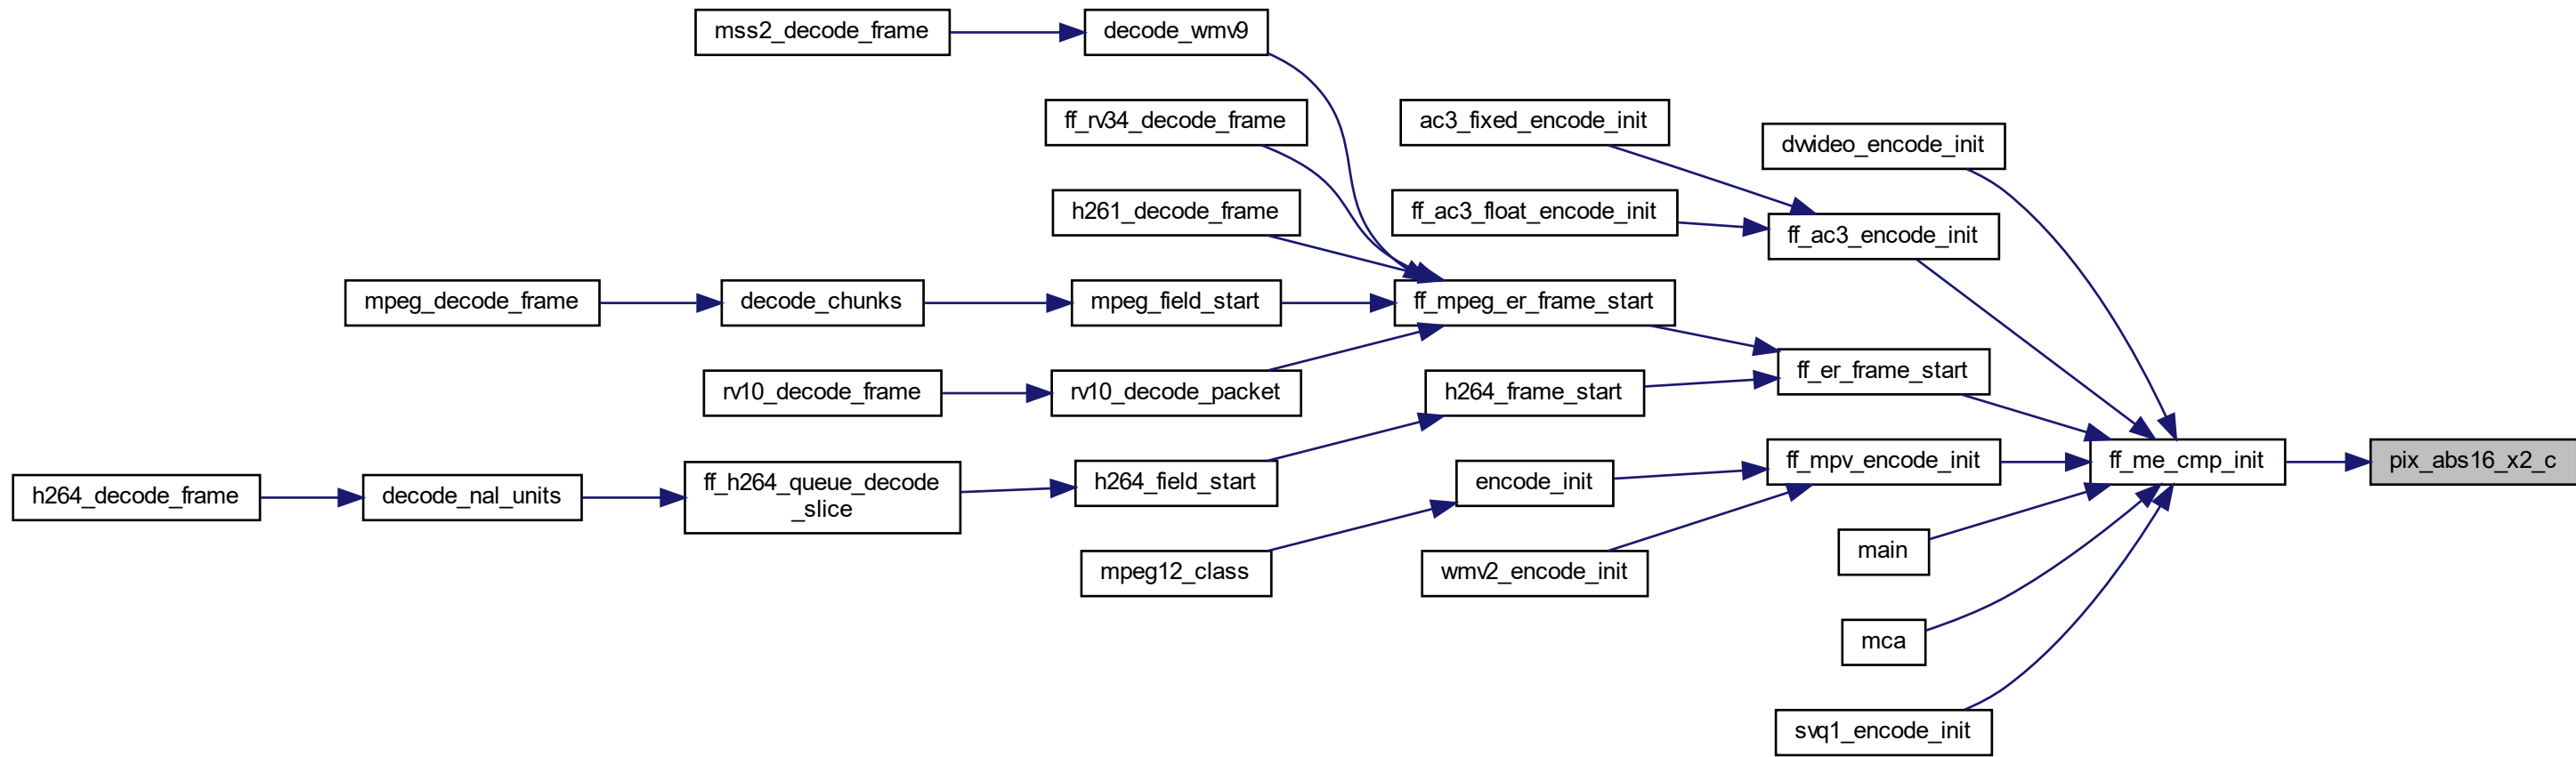 mss2_decode_frame
decode_wmv9
ff_rv34_decode_frame
ac3_fixed_encode_init
dwideo_encode_init
h261_decode_frame
ff_ac3_float_encode_init
ff_ac3_encode_init
mpeg_decode_frame
decode_chunks
mpeg_field_start
ff_mpeg_er_frame_start
ff_er_frame_start
rv10_decode_frame
rv10_decode_packet
h264_frame_start
ff_mpv_encode_init
ff_me_cmp_init
pix_abs16_x2_c
h264_decode_frame
decode_nal_units
ff_h264_queue_decode
_slice
h264_field_start
encode_init
main
mpeg12_class
wmv2_encode_init
mca
svq1_encode_init